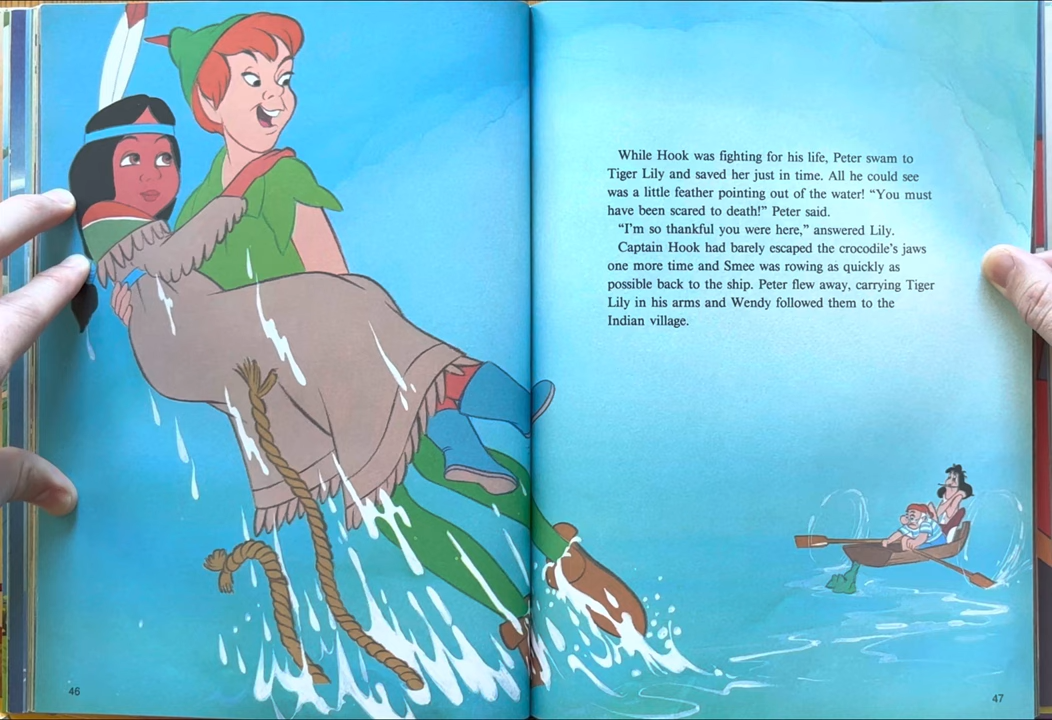 While Hook was fighting for his life, Peter swam to
Tiger Lily and saved her just in time. All he could see
was a little feather pointing out of the water! “You must
have been scared to death!” Peter said.
“I’m so thankful you were here,” answered Lily.
Captain Hook had barely escaped the crocodile’s jaws
one more time and Smee was rowing as quickly as
possible back to the ship. Peter flew away, carrying Tiger
Lily in his arms and Wendy followed them to the
Indian village.
46
47